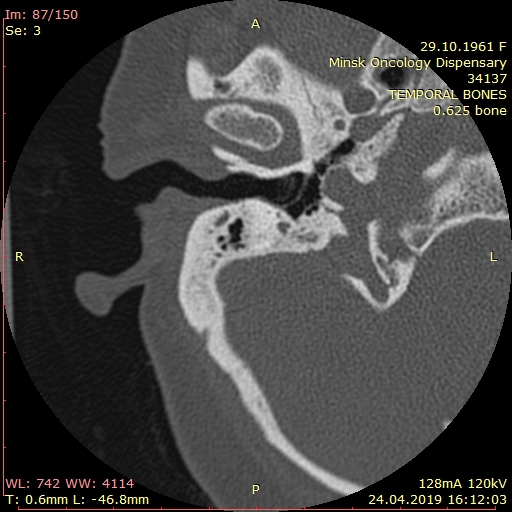 Im: 87/150
Se: 3
A
29.10.1961 F
Minsk Oncology Dispensary
34137
TEMPORAL BONES
0.625 bone
R
L
WL: 742 WW: 4114
T: 0.6mm L: -46.8mm
P
128mA 120kV
24.04.2019 16:12:03